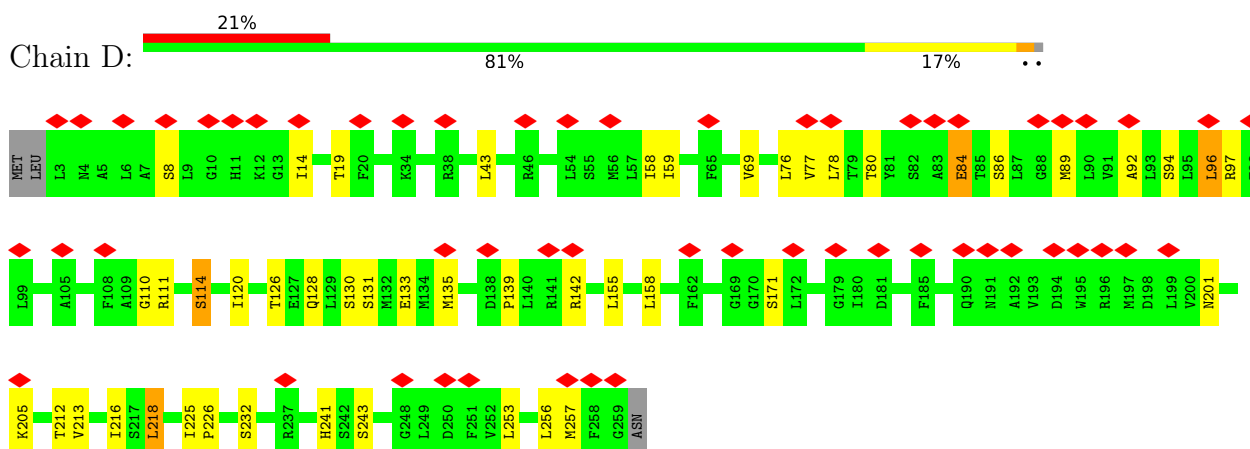 21%
Chain D:
81% 17% • •
MET LEU L3 N4 A5 L6 A7 S8 L9 G10 H11 K12 G13 I14 T19 F20 K34 R38 L43 R46 L54 S55 M56 L57 I58 I59 F65 V69 L76 V77 L78 T79 T80 Y81 S82 A83 E84 T85 S86 L87 G88 M89 L90 V91 A92 L93 S94 L95 L96 R97
L99 A105 F108 A109 G110 R111 S114 I120 T126 E127 Q128 L129 S130 S131 M132 E133 M134 M135 D138 P139 L140 R141 R142 L155 L158 F162 G169 G170 S171 L172 G179 I180 D181 F185 Q190 N191 A192 V193 D194 W195 R196 M197 D198 L199 V200 N201
K205 T212 V213 I216 S217 L218 I225 P226 S232 R237 H241 S242 S243 G248 L249 D250 F251 V252 L253 L256 M257 F258 G259 ASN